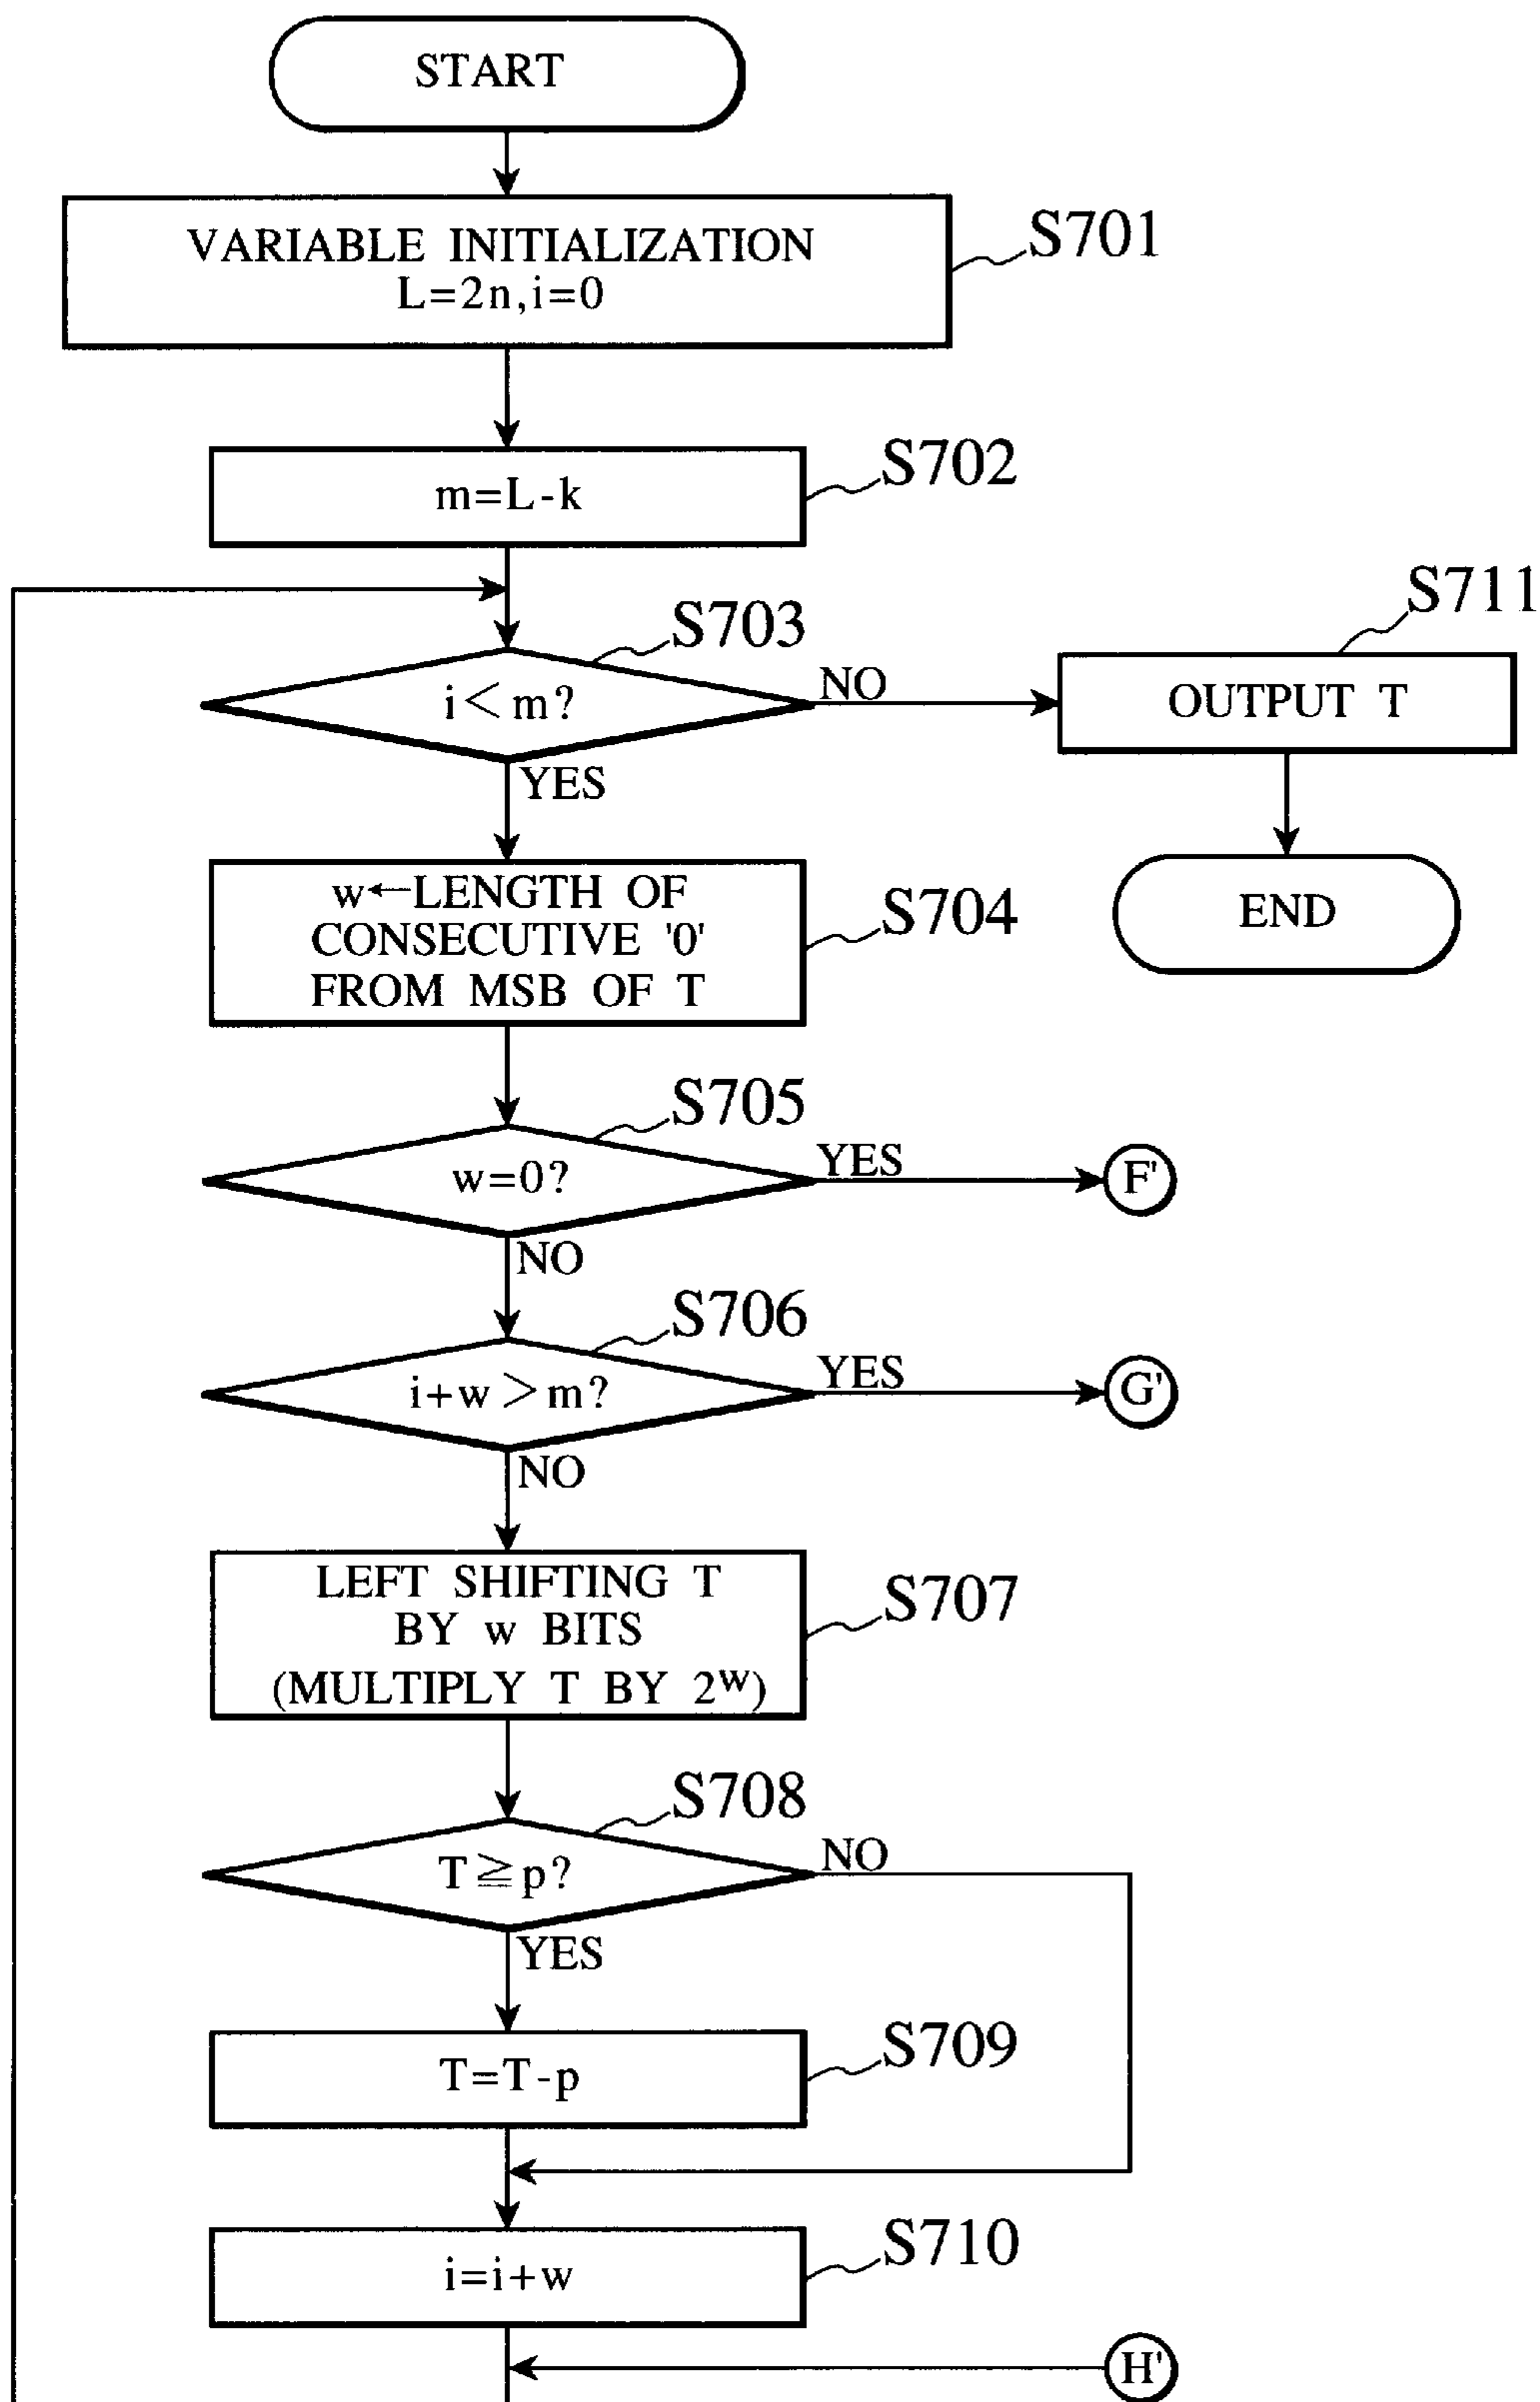 START
VARIABLE INITIALIZATION
L=2n,i=0
S701
m=L-k
S702
S703
i<m?
NO
YES
S711
OUTPUT T
END
w←LENGTH OF
CONSECUTIVE '0'
FROM MSB OF T
S704
S705
w=0?
YES
F'
NO
S706
i+w>m?
YES
G'
NO
LEFT SHIFTING T
BY w BITS
(MULTIPLY T BY 2ʷ)
S707
S708
T≧p?
NO
YES
T=T-p
S709
i=i+w
S710
H'